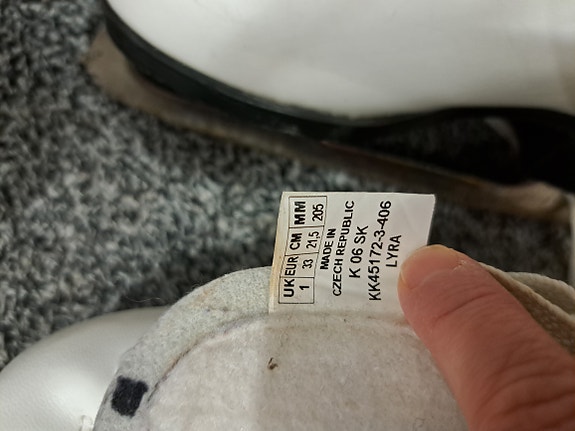 UK EUR CM MM
1 33 21,5 205
MADE IN
CZECH REPUBLIC
K 06 SK
KK45172-3-406
LYRA